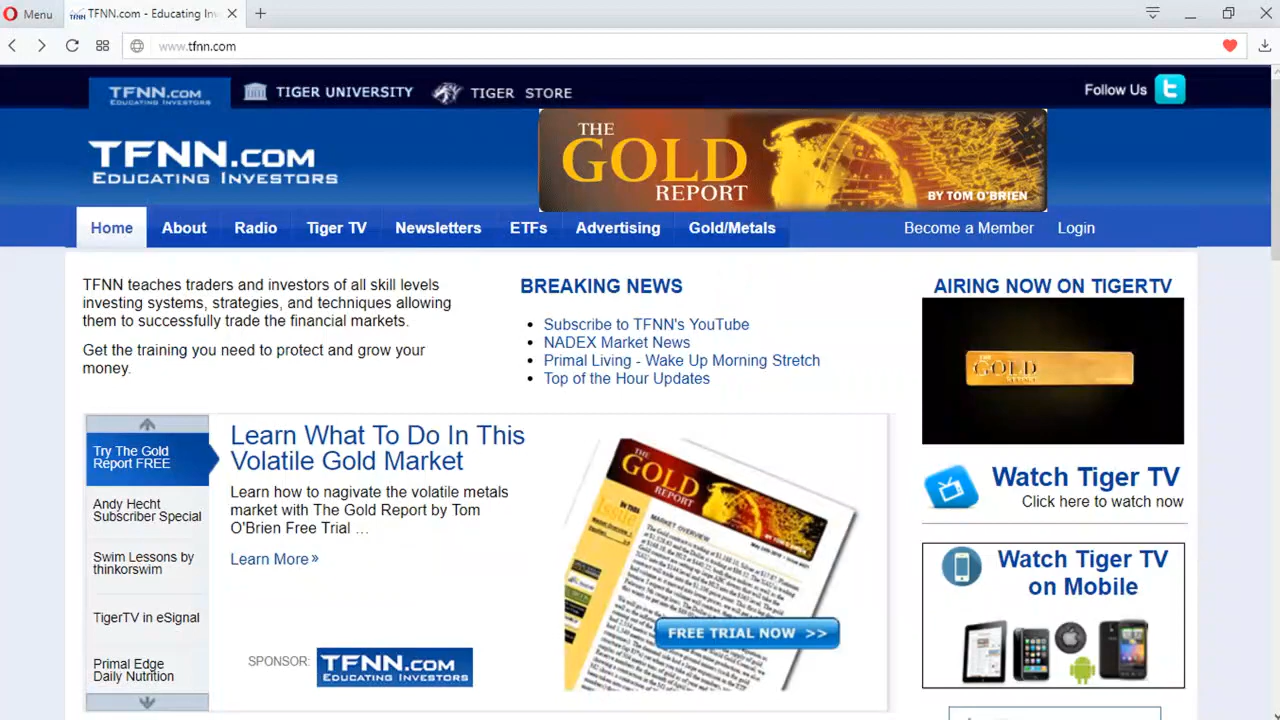 Menu
TFNN.com - Educating In
www.tfnn.com
TFNN.com
EDUCATING INVESTORS
TIGER UNIVERSITY
TIGER STORE
Follow Us
TFNN.com
EDUCATING INVESTORS
THE
GOLD
REPORT
BY TOM O'BRIEN
Home
About
Radio
Tiger TV
Newsletters
ETFs
Advertising
Gold/Metals
Become a Member
Login
TFNN teaches traders and investors of all skill levels
investing systems, strategies, and techniques allowing
them to successfully trade the financial markets.
Get the training you need to protect and grow your
money.
BREAKING NEWS
Subscribe to TFNN's YouTube
NADEX Market News
Primal Living - Wake Up Morning Stretch
Top of the Hour Updates
AIRING NOW ON TIGERTV
THE
GOLD
REPORT
Watch Tiger TV
Click here to watch now
Watch Tiger TV
on Mobile
Try The Gold
Report FREE
Andy Hecht
Subscriber Special
Swim Lessons by
thinkorswim
TigerTV in eSignal
Primal Edge
Daily Nutrition
Learn What To Do In This
Volatile Gold Market
Learn how to nagivate the volatile metals
market with The Gold Report by Tom
O'Brien Free Trial …
Learn More »
SPONSOR:
TFNN.com
EDUCATING INVESTORS
THE
GOLD
REPORT
MARKET OVERVIEW
FREE TRIAL NOW >>